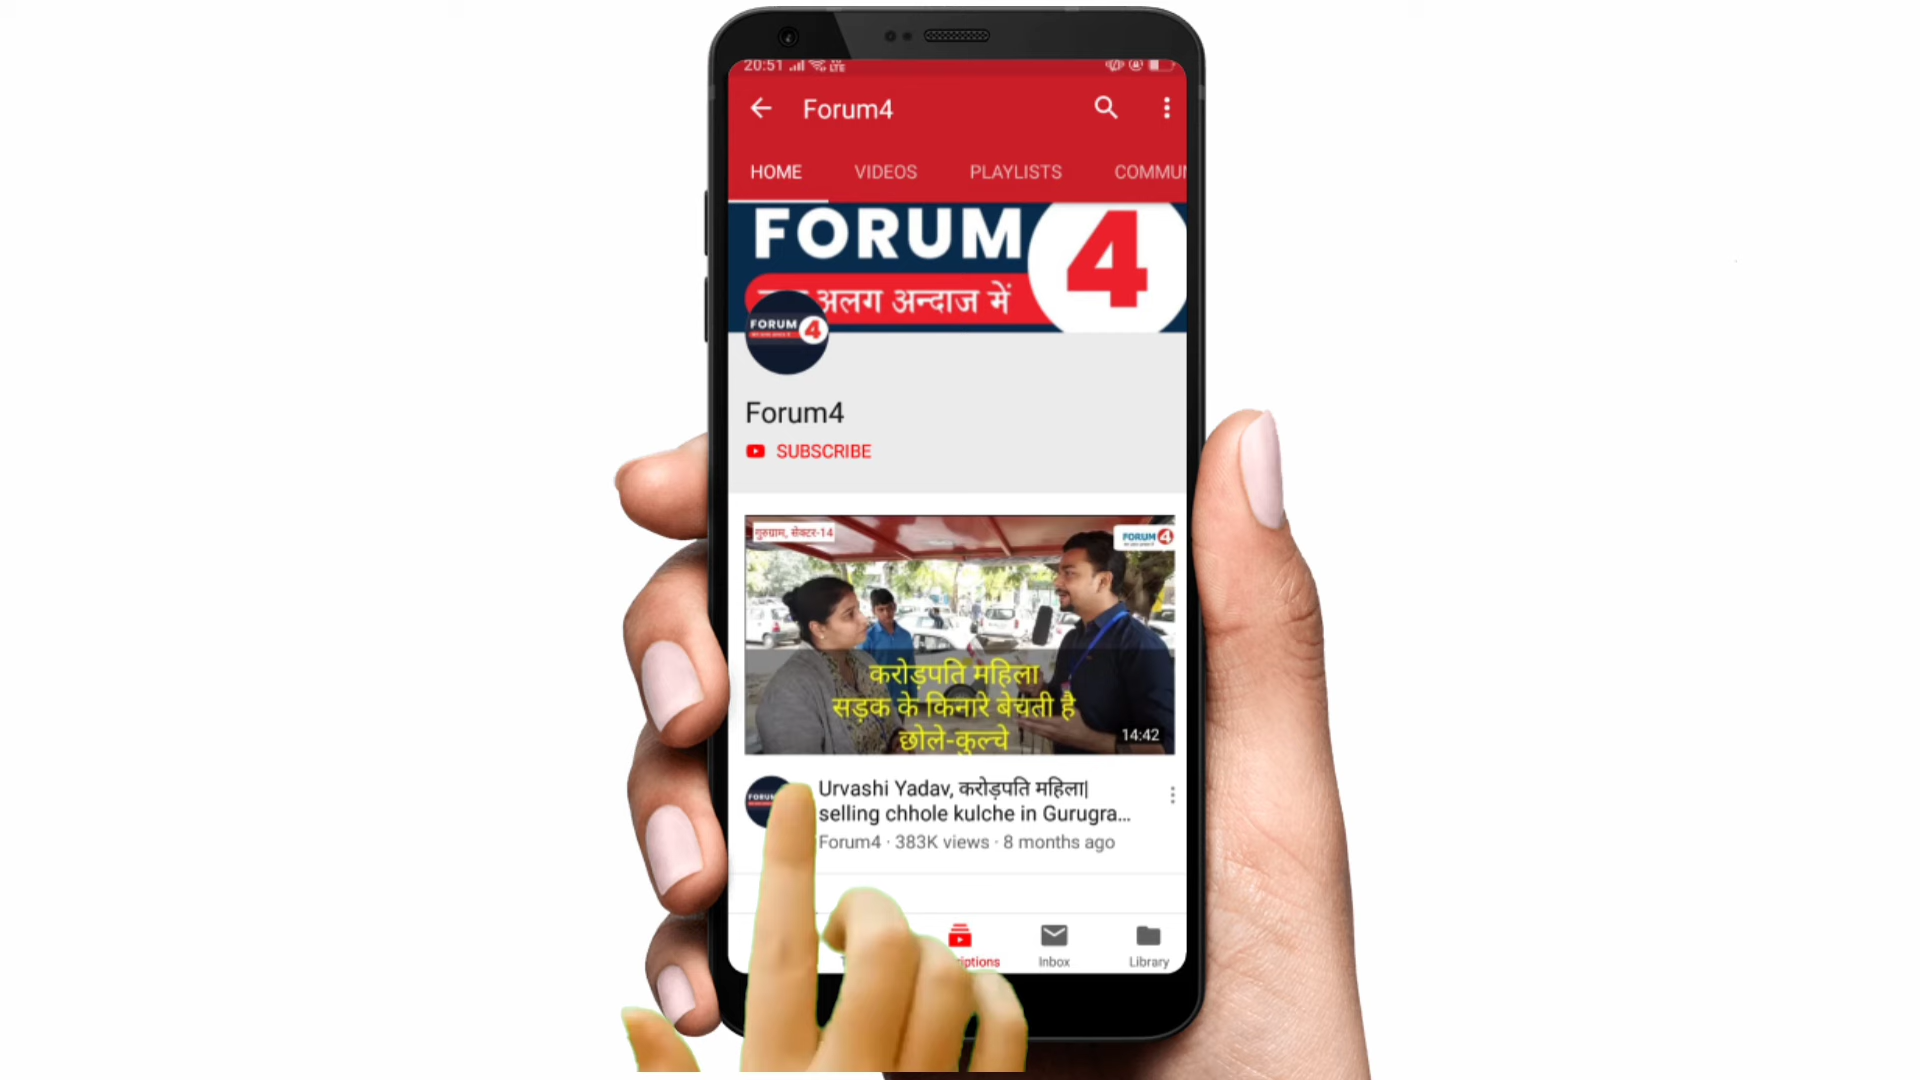 20:51
Forum4
HOME VIDEOS PLAYLISTS COMMUN
FORUM 4
अलग अन्दाज में
FORUM 4
Forum4
SUBSCRIBE
गुरुग्राम, सेक्टर-14
FORUM 4
करोड़पति महिला
सड़क के किनारे बेचती है
छोले-कुल्चे
14:42
Urvashi Yadav, करोड़पति महिला|
selling chhole kulche in Gurugra...
Forum4 · 383K views · 8 months ago
Inbox Library